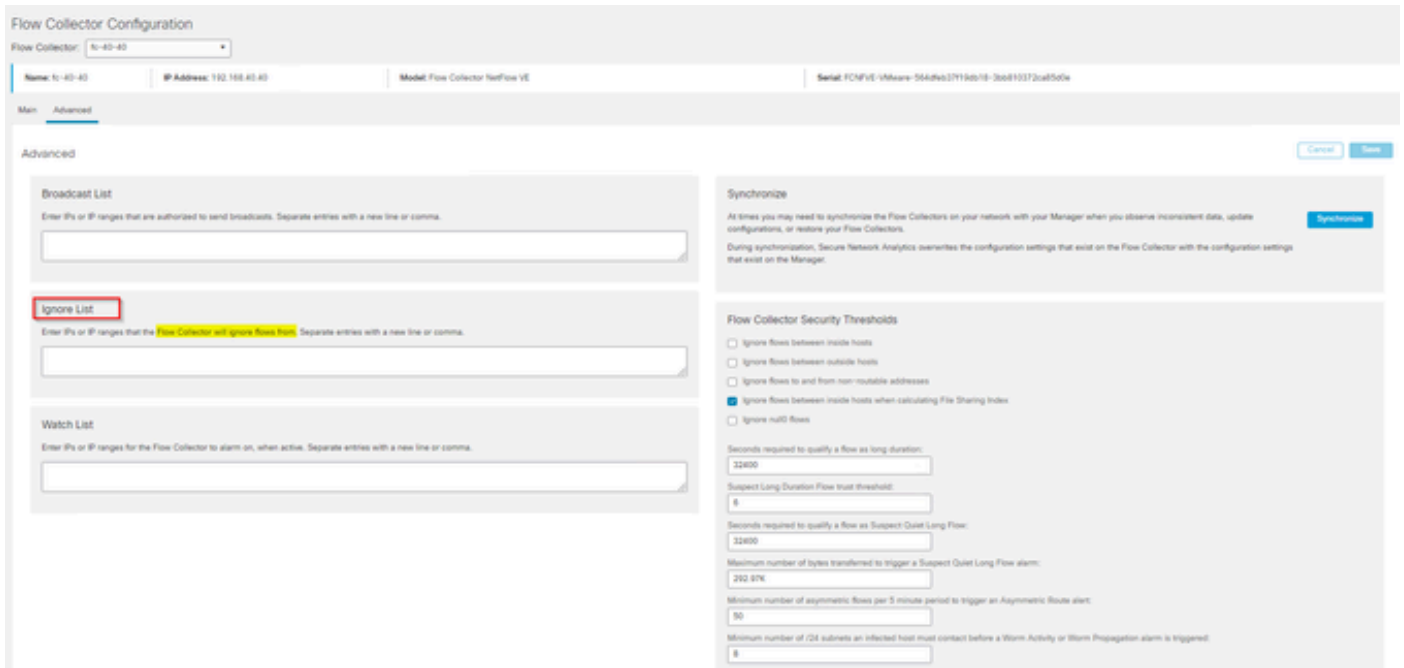 Flow Collector Configuration
Flow Collector: fc-40-40
Name: fc-40-40 IP Address: 192.168.40.40 Model: Flow Collector NetFlow VE Serial:
Main Advanced
Advanced
Cancel Save
Broadcast List
Enter IPs or IP ranges that are authorized to send broadcasts. Separate entries with a new line or comma.
Ignore List
Enter IPs or IP ranges that the Flow Collector will ignore flows from. Separate entries with a new line or comma.
Watch List
Enter IPs or IP ranges for the Flow Collector to alarm on, when active. Separate entries with a new line or comma.
Synchronize
At times you may need to synchronize the Flow Collectors on your network with your Manager when you observe inconsistent data, update
configurations, or restore your Flow Collectors.
Synchronize
During synchronization, Secure Network Analytics overwrites the configuration settings that exist on the Flow Collector with the configuration settings
that exist on the Manager.
Flow Collector Security Thresholds
Ignore flows between inside hosts
Ignore flows between outside hosts
Ignore flows to and from non-routable addresses
Ignore flows between inside hosts when calculating File Sharing Index
Ignore null0 flows
Seconds required to qualify a flow as long duration:
32400
Suspect Long Duration Flow trust threshold:
6
Seconds required to qualify a flow as Suspect Quiet Long Flow:
32400
Maximum number of bytes transferred to trigger a Suspect Quiet Long Flow alarm:
292.97K
Minimum number of asymmetric flows per 5 minute period to trigger an Asymmetric Route alert:
50
Minimum number of /24 subnets an infected host must contact before a Worm Activity or Worm Propagation alarm is triggered:
8